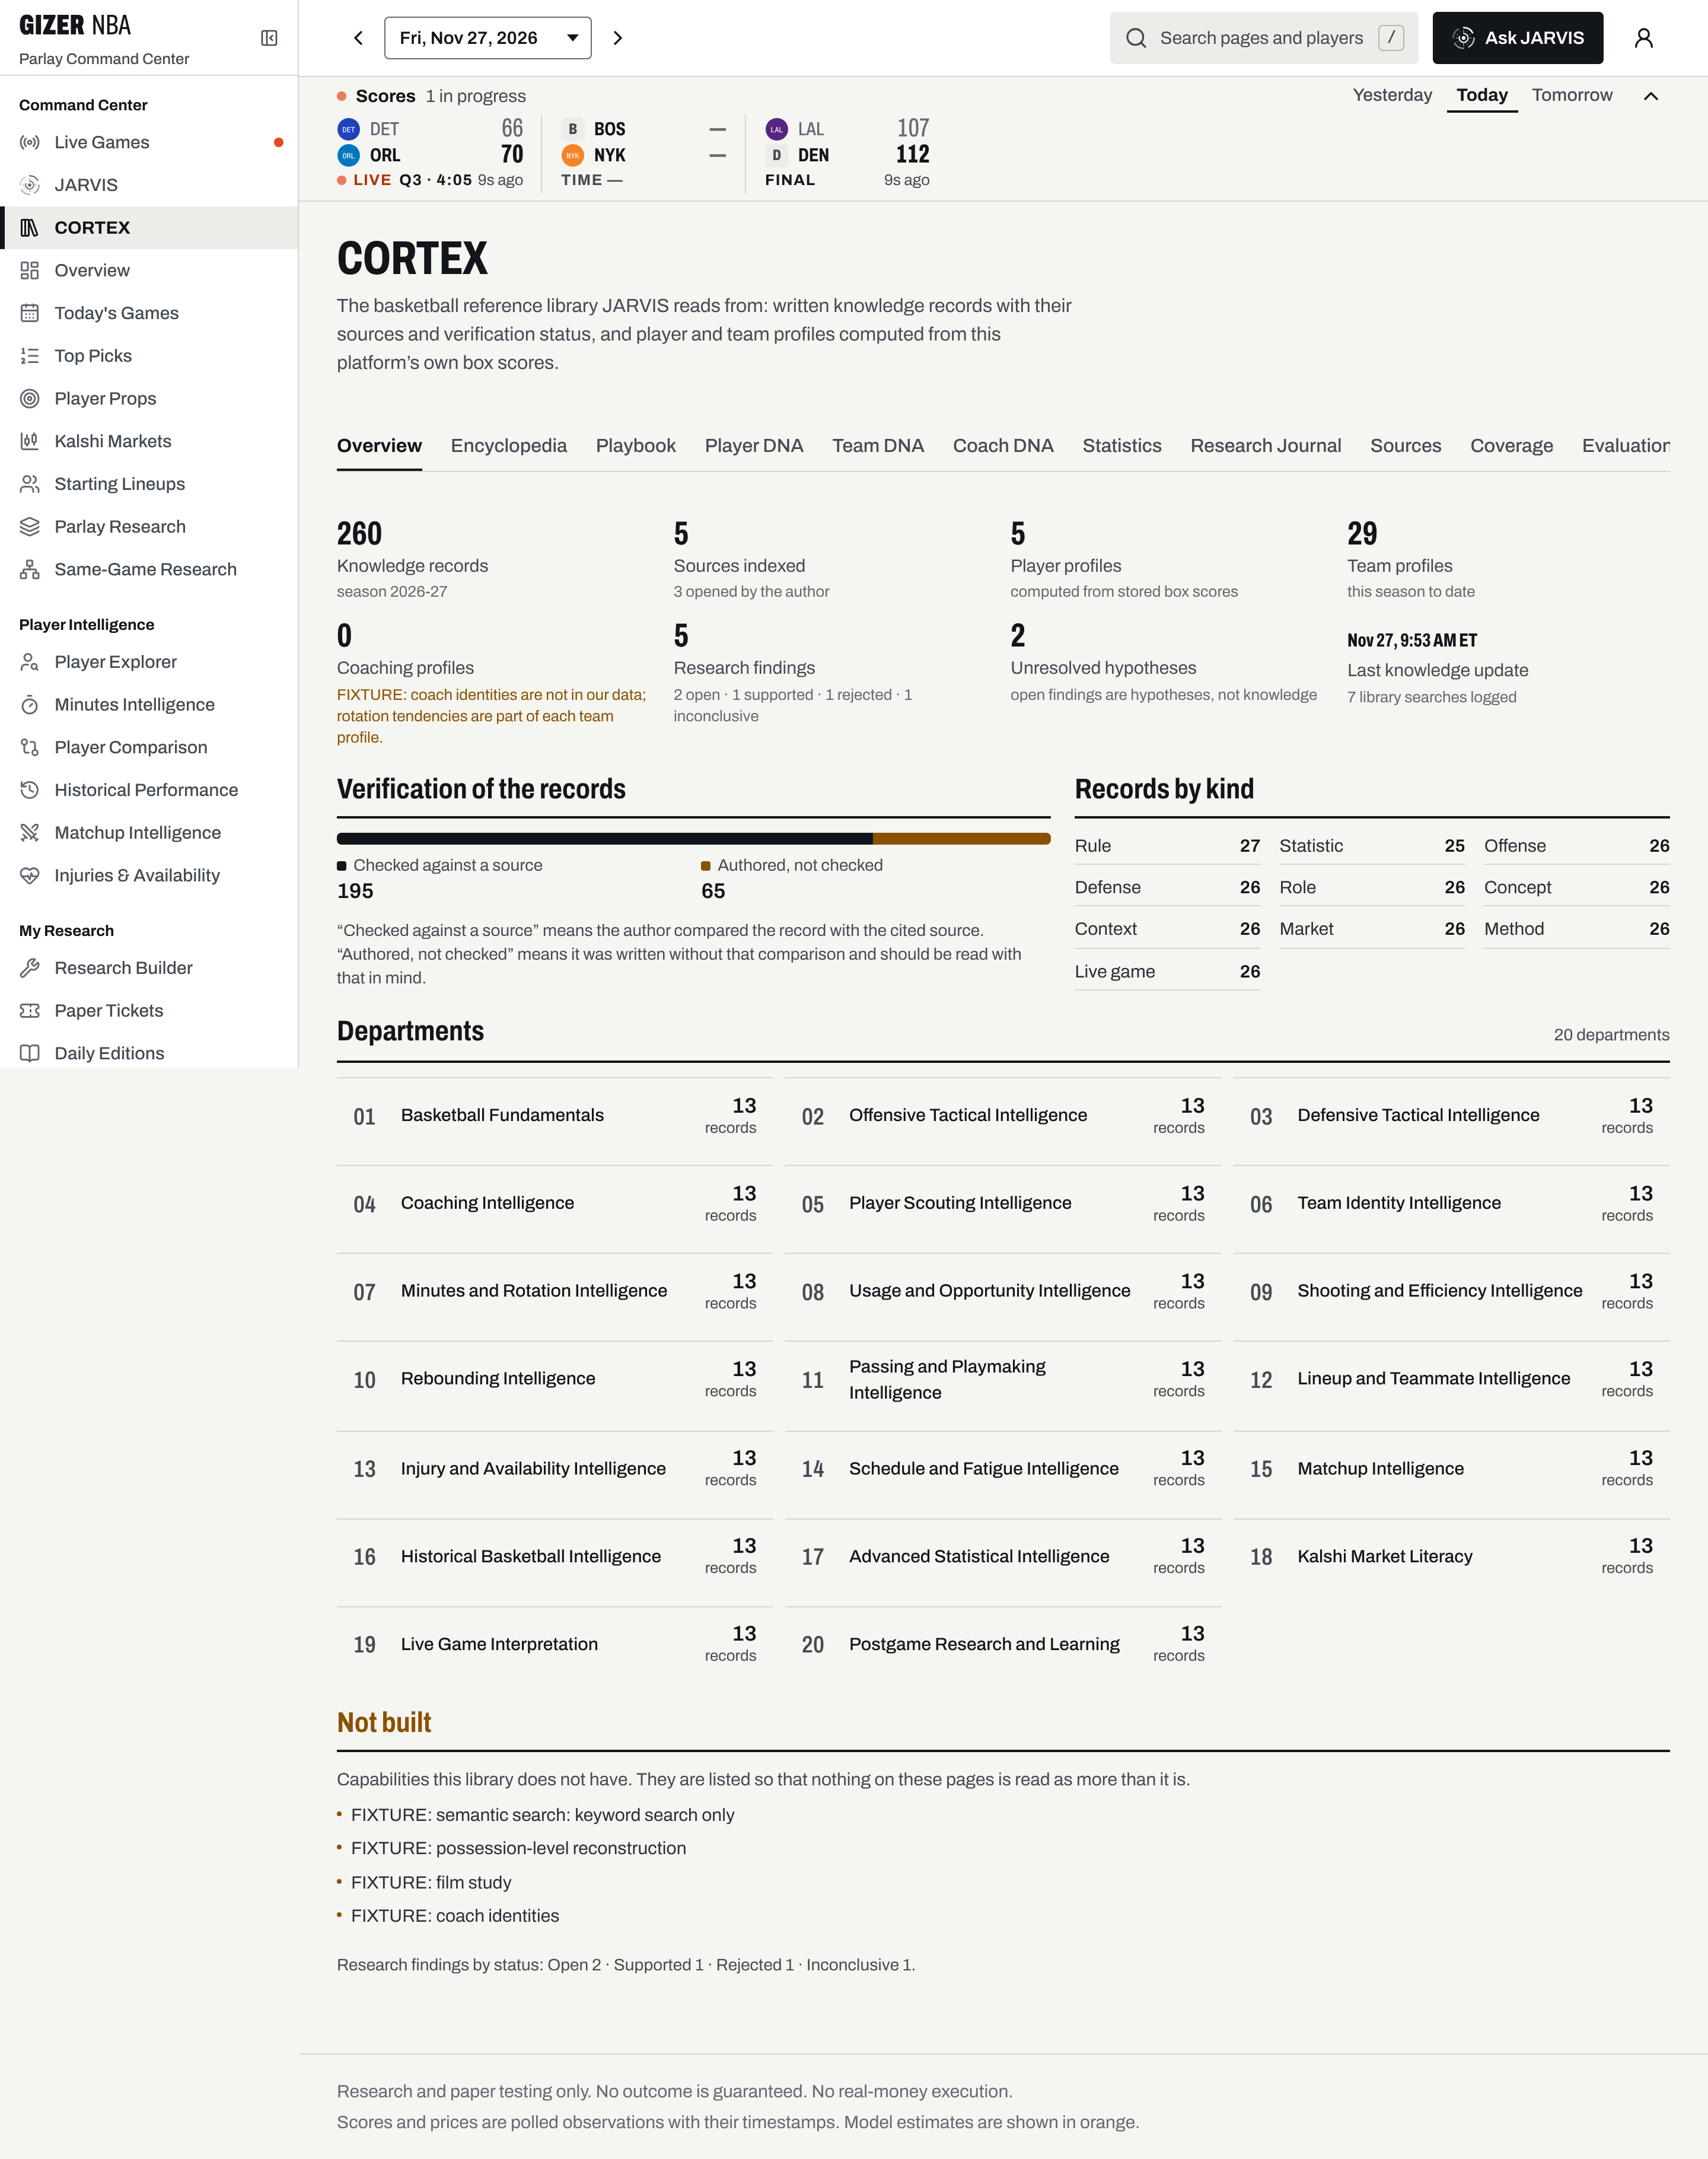 GIZER NBA
Parlay Command Center
Command Center
Live Games
JARVIS
CORTEX
Overview
Today's Games
Top Picks
Player Props
Kalshi Markets
Starting Lineups
Parlay Research
Same-Game Research
Player Intelligence
Player Explorer
Minutes Intelligence
Player Comparison
Historical Performance
Matchup Intelligence
Injuries & Availability
My Research
Research Builder
Paper Tickets
Daily Editions
Fri, Nov 27, 2026
Search pages and players /
Ask JARVIS
Scores 1 in progress
Yesterday Today Tomorrow
DET DET 66
ORL ORL 70
LIVE Q3 · 4:05 9s ago
B BOS —
NYK NYK —
TIME —
LAL LAL 107
D DEN 112
FINAL 9s ago
CORTEX
The basketball reference library JARVIS reads from: written knowledge records with their
sources and verification status, and player and team profiles computed from this
platform’s own box scores.
Overview Encyclopedia Playbook Player DNA Team DNA Coach DNA Statistics Research Journal Sources Coverage Evaluation
260
Knowledge records
season 2026-27
5
Sources indexed
3 opened by the author
5
Player profiles
computed from stored box scores
29
Team profiles
this season to date
0
Coaching profiles
FIXTURE: coach identities are not in our data;
rotation tendencies are part of each team
profile.
5
Research findings
2 open · 1 supported · 1 rejected · 1
inconclusive
2
Unresolved hypotheses
open findings are hypotheses, not knowledge
Nov 27, 9:53 AM ET
Last knowledge update
7 library searches logged
Verification of the records
Checked against a source
195
Authored, not checked
65
“Checked against a source” means the author compared the record with the cited source.
“Authored, not checked” means it was written without that comparison and should be read with
that in mind.
Records by kind
Rule 27 Statistic 25 Offense 26
Defense 26 Role 26 Concept 26
Context 26 Market 26 Method 26
Live game 26
Departments
20 departments
01 Basketball Fundamentals 13 records
02 Offensive Tactical Intelligence 13 records
03 Defensive Tactical Intelligence 13 records
04 Coaching Intelligence 13 records
05 Player Scouting Intelligence 13 records
06 Team Identity Intelligence 13 records
07 Minutes and Rotation Intelligence 13 records
08 Usage and Opportunity Intelligence 13 records
09 Shooting and Efficiency Intelligence 13 records
10 Rebounding Intelligence 13 records
11 Passing and Playmaking
Intelligence 13 records
12 Lineup and Teammate Intelligence 13 records
13 Injury and Availability Intelligence 13 records
14 Schedule and Fatigue Intelligence 13 records
15 Matchup Intelligence 13 records
16 Historical Basketball Intelligence 13 records
17 Advanced Statistical Intelligence 13 records
18 Kalshi Market Literacy 13 records
19 Live Game Interpretation 13 records
20 Postgame Research and Learning 13 records
Not built
Capabilities this library does not have. They are listed so that nothing on these pages is read as more than it is.
• FIXTURE: semantic search: keyword search only
• FIXTURE: possession-level reconstruction
• FIXTURE: film study
• FIXTURE: coach identities
Research findings by status: Open 2 · Supported 1 · Rejected 1 · Inconclusive 1.
Research and paper testing only. No outcome is guaranteed. No real-money execution.
Scores and prices are polled observations with their timestamps. Model estimates are shown in orange.